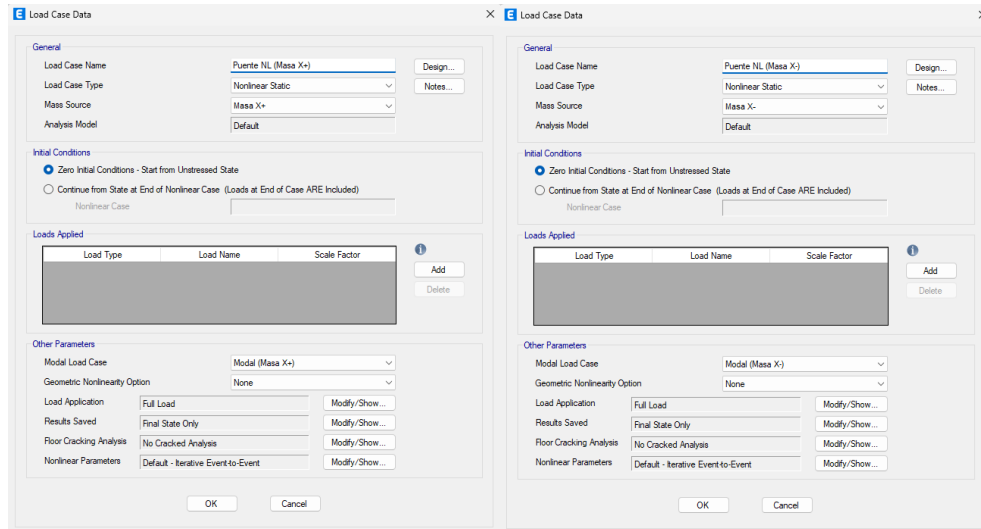 E Load Case Data
General
Load Case Name Puente NL (Masa X+) Design...
Load Case Type Nonlinear Static Notes...
Mass Source Masa X+
Analysis Model Default
Initial Conditions
Zero Initial Conditions - Start from Unstressed State
Continue from State at End of Nonlinear Case (Loads at End of Case ARE Included)
Nonlinear Case
Loads Applied
Load Type Load Name Scale Factor
Add
Delete
Other Parameters
Modal Load Case Modal (Masa X+)
Geometric Nonlinearity Option None
Load Application Full Load Modify/Show...
Results Saved Final State Only Modify/Show...
Floor Cracking Analysis No Cracked Analysis Modify/Show...
Nonlinear Parameters Default - Iterative Event-to-Event Modify/Show...
OK Cancel
E Load Case Data
General
Load Case Name Puente NL (Masa X-) Design...
Load Case Type Nonlinear Static Notes...
Mass Source Masa X-
Analysis Model Default
Initial Conditions
Zero Initial Conditions - Start from Unstressed State
Continue from State at End of Nonlinear Case (Loads at End of Case ARE Included)
Nonlinear Case
Loads Applied
Load Type Load Name Scale Factor
Add
Delete
Other Parameters
Modal Load Case Modal (Masa X-)
Geometric Nonlinearity Option None
Load Application Full Load Modify/Show...
Results Saved Final State Only Modify/Show...
Floor Cracking Analysis No Cracked Analysis Modify/Show...
Nonlinear Parameters Default - Iterative Event-to-Event Modify/Show...
OK Cancel